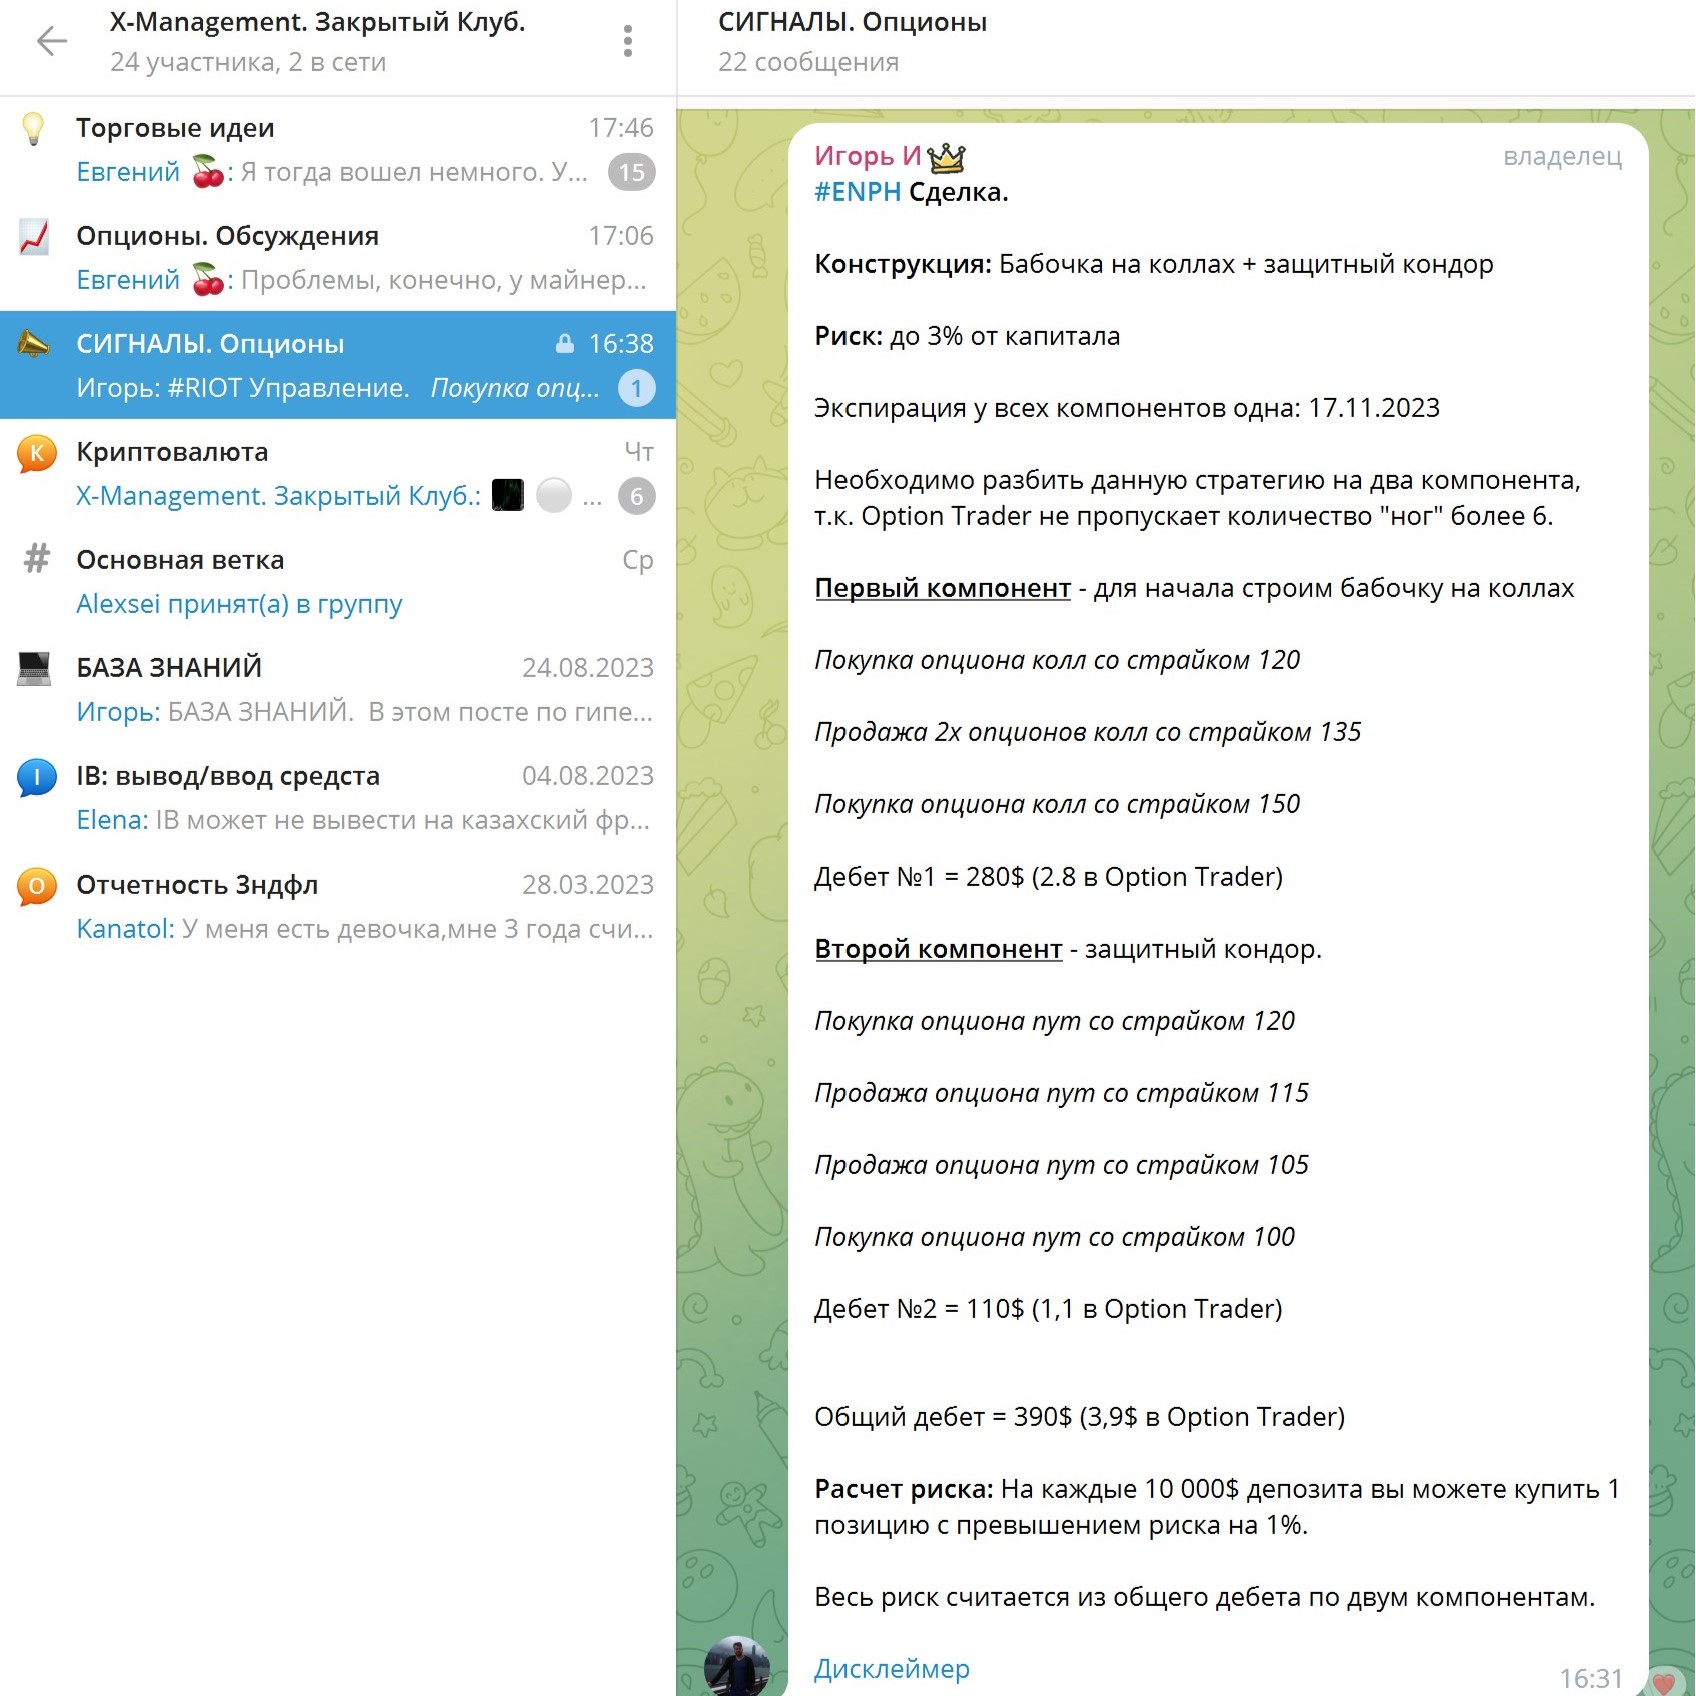 X-Management. Закрытый Клуб.
24 участника, 2 в сети
Торговые идеи 17:46
Евгений 🍒: Я тогда вошел немного. У... 15
Опционы. Обсуждения 17:06
Евгений 🍒: Проблемы, конечно, у майнер...
СИГНАЛЫ. Опционы 16:38
Игорь: #RIOT Управление. Покупка опц... 1
К Криптовалюта Чт
X-Management. Закрытый Клуб.: ... 6
# Основная ветка Ср
Alexsei принят(а) в группу
БАЗА ЗНАНИЙ 24.08.2023
Игорь: БАЗА ЗНАНИЙ. В этом посте по гипе...
I IB: вывод/ввод средста 04.08.2023
Elena: IB может не вывести на казахский фр...
О Отчетность 3ндфл 28.03.2023
Kanatol: У меня есть девочка,мне 3 года счи...
СИГНАЛЫ. Опционы
22 сообщения
Игорь И владелец
#ENPH Сделка.
Конструкция: Бабочка на коллах + защитный кондор
Риск: до 3% от капитала
Экспирация у всех компонентов одна: 17.11.2023
Необходимо разбить данную стратегию на два компонента,
т.к. Option Trader не пропускает количество "ног" более 6.
Первый компонент - для начала строим бабочку на коллах
Покупка опциона колл со страйком 120
Продажа 2х опционов колл со страйком 135
Покупка опциона колл со страйком 150
Дебет №1 = 280$ (2.8 в Option Trader)
Второй компонент - защитный кондор.
Покупка опциона пут со страйком 120
Продажа опциона пут со страйком 115
Продажа опциона пут со страйком 105
Покупка опциона пут со страйком 100
Дебет №2 = 110$ (1,1 в Option Trader)
Общий дебет = 390$ (3,9$ в Option Trader)
Расчет риска: На каждые 10 000$ депозита вы можете купить 1
позицию с превышением риска на 1%.
Весь риск считается из общего дебета по двум компонентам.
Дисклеймер
16:31